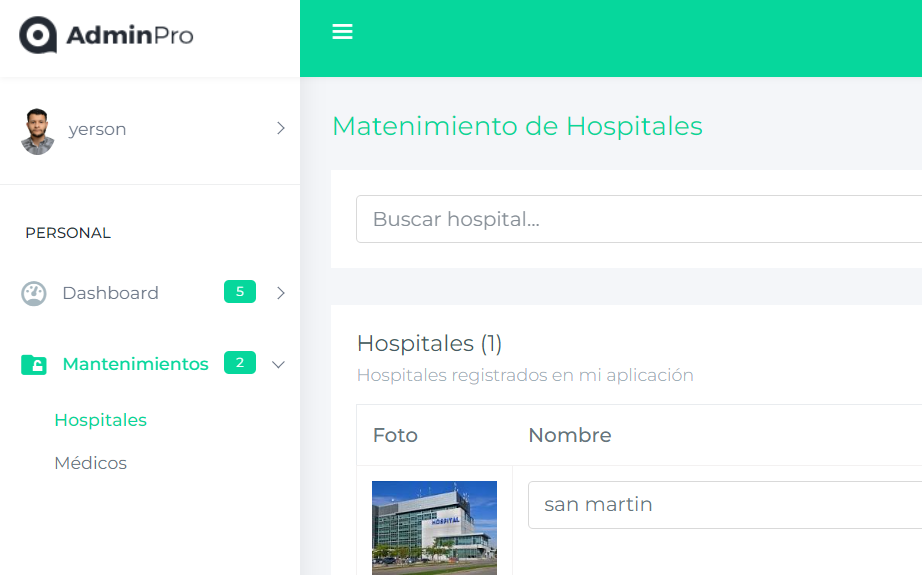 AdminPro
yerson
Matenimiento de Hospitales
Buscar hospital...
PERSONAL
Dashboard 5
Mantenimientos 2
Hospitales
Médicos
Hospitales (1)
Hospitales registrados en mi aplicación
Foto Nombre
HOSPITAL
san martin